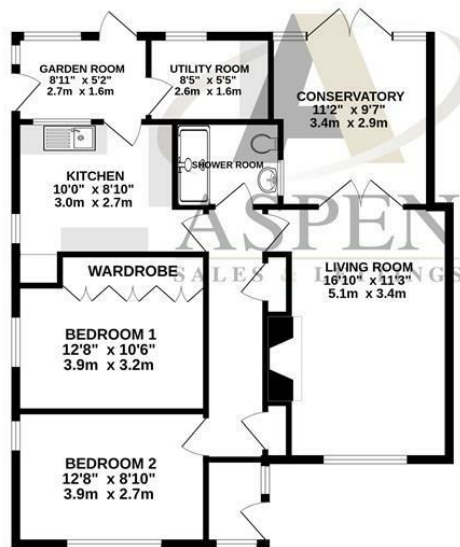 GARDEN ROOM
8'11" x 5'2"
2.7m x 1.6m
UTILITY ROOM
8'5" x 5'5"
2.6m x 1.6m
CONSERVATORY
11'2" x 9'7"
3.4m x 2.9m
KITCHEN
10'0" x 8'10"
3.0m x 2.7m
SHOWER ROOM
ASPEN
SALES & LETTINGS
WARDROBE
LIVING ROOM
16'10" x 11'3"
5.1m x 3.4m
BEDROOM 1
12'8" x 10'6"
3.9m x 3.2m
BEDROOM 2
12'8" x 8'10"
3.9m x 2.7m